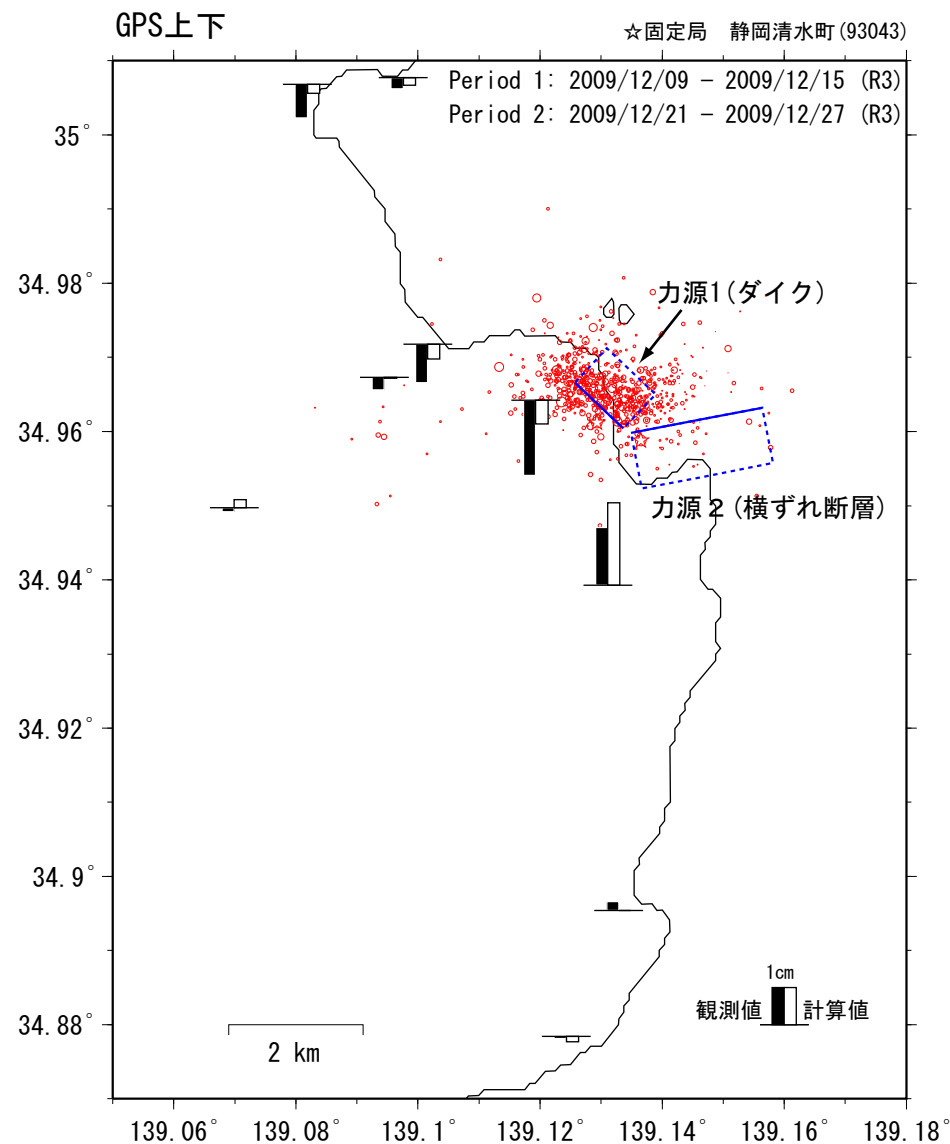 GPS上下
☆固定局　静岡清水町(93043)
Period 1: 2009/12/09 − 2009/12/15 (R3)
Period 2: 2009/12/21 − 2009/12/27 (R3)
35°
34.98°
力源1(ダイク)
34.96°
力源２(横ずれ断層)
34.94°
34.92°
34.9°
1cm
観測値 計算値
34.88°
2 km
139.06° 139.08° 139.1° 139.12° 139.14° 139.16° 139.18°